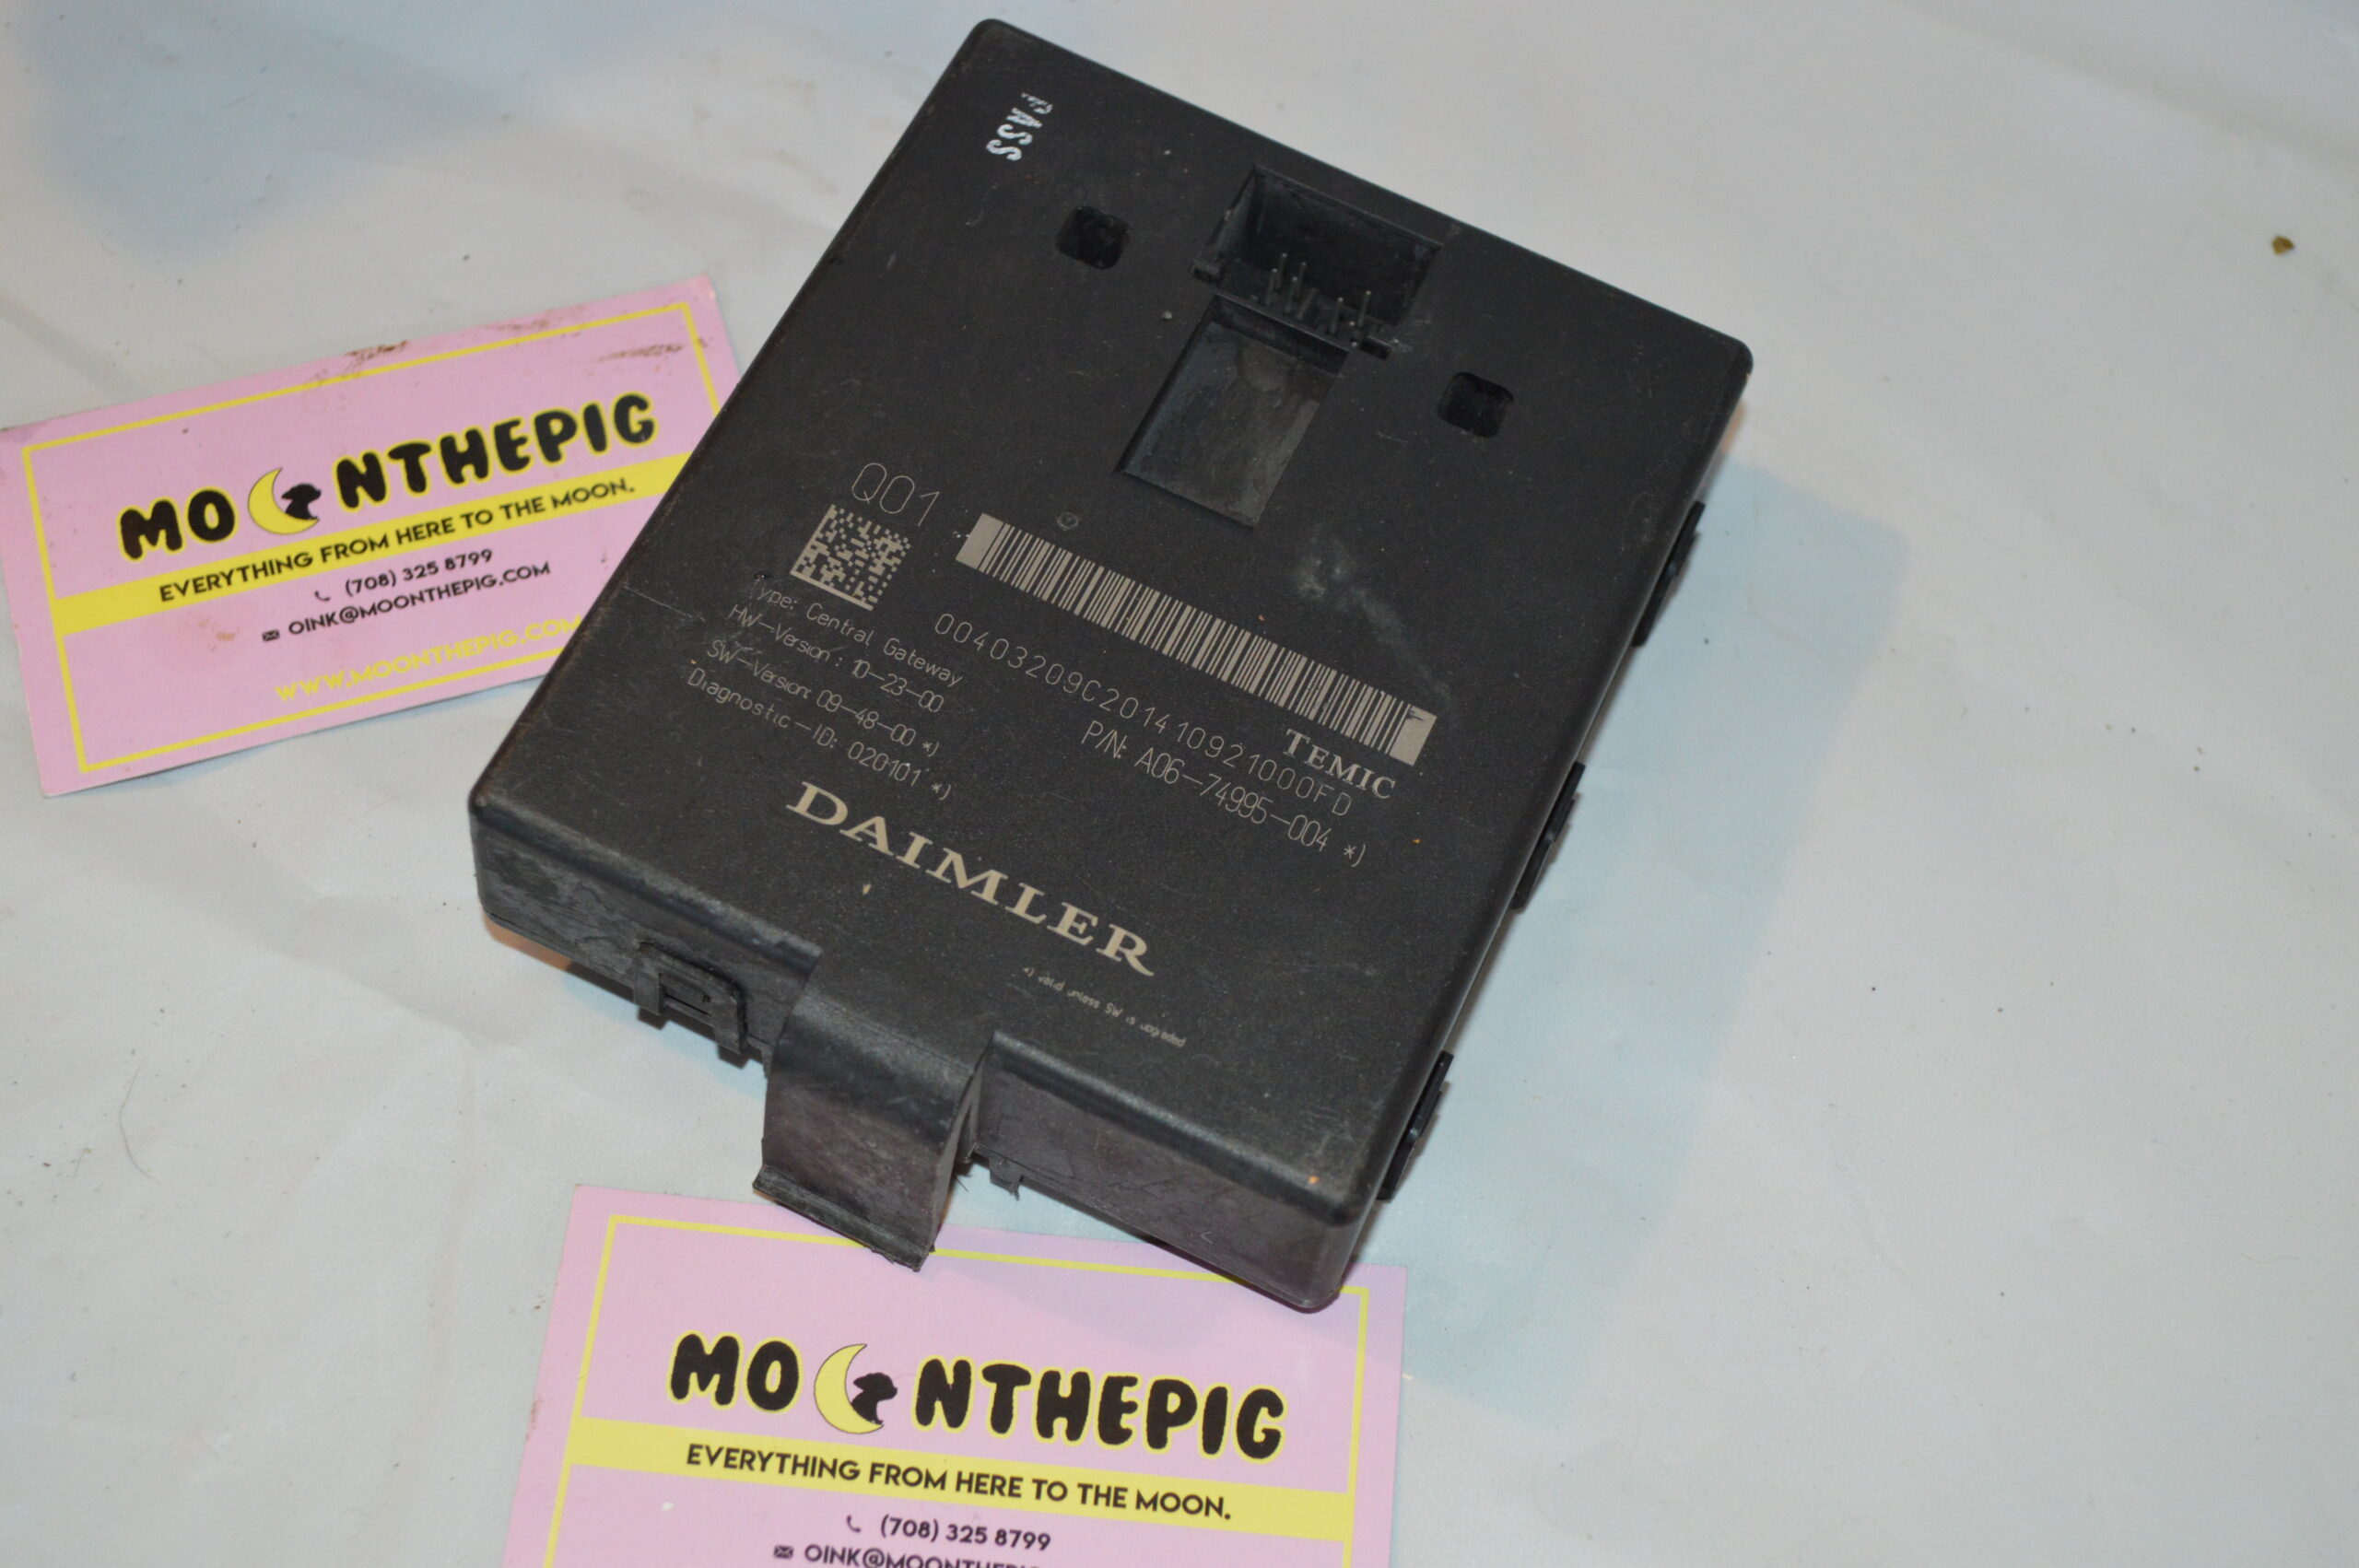 Q01
00403209C201410921000FD
TEMIC
P/N: A06-74995-004 *)
Type: Central Gateway
HW-Version: 10-23-00
SW-Version: 09-48-00 *)
Diagnostic-ID: 020101 *)
DAIMLER
MOONTHEPIG
EVERYTHING FROM HERE TO THE MOON.
(708) 325 8799
OINK@MOONTHEPIG.COM
WWW.MOONTHEPIG.COM
MOONTHEPIG
EVERYTHING FROM HERE TO THE MOON.
(708) 325 8799